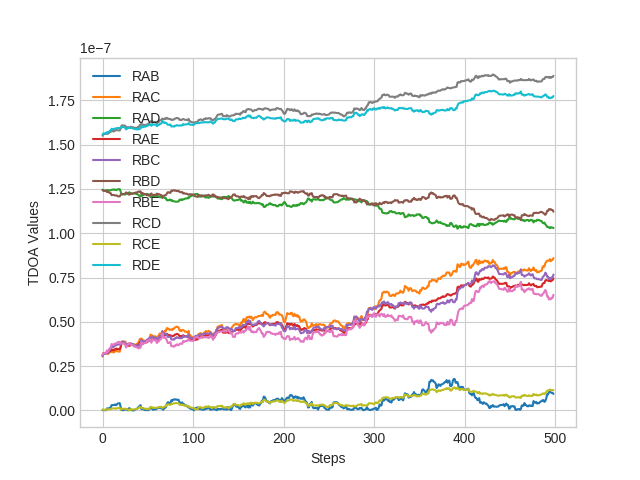 1e−7
RAB
RAC
RAD
RAE
RBC
RBD
RBE
RCD
RCE
RDE
1.75
1.50
1.25
1.00
0.75
0.50
0.25
0.00
TDOA Values
0 100 200 300 400 500
Steps